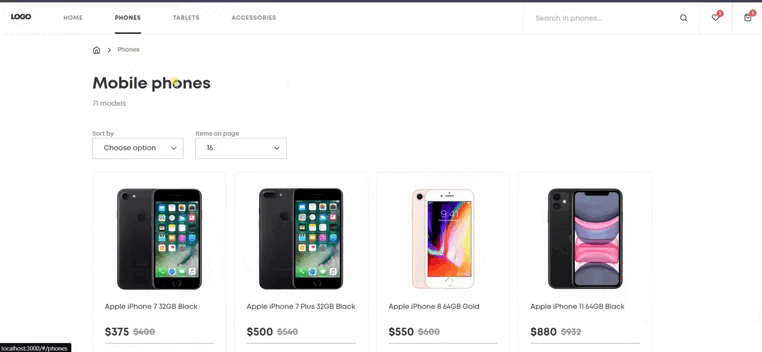 LOGO HOME PHONES TABLETS ACCESSORIES Search in phones...
Phones
Mobile phones
71 models
Sort by Items on page
Choose option 16
9:41
Apple iPhone 7 32GB Black Apple iPhone 7 Plus 32GB Black Apple iPhone 8 64GB Gold Apple iPhone 11 64GB Black
$375 $400 $500 $540 $550 $600 $880 $932
localhost:3000/#/phones